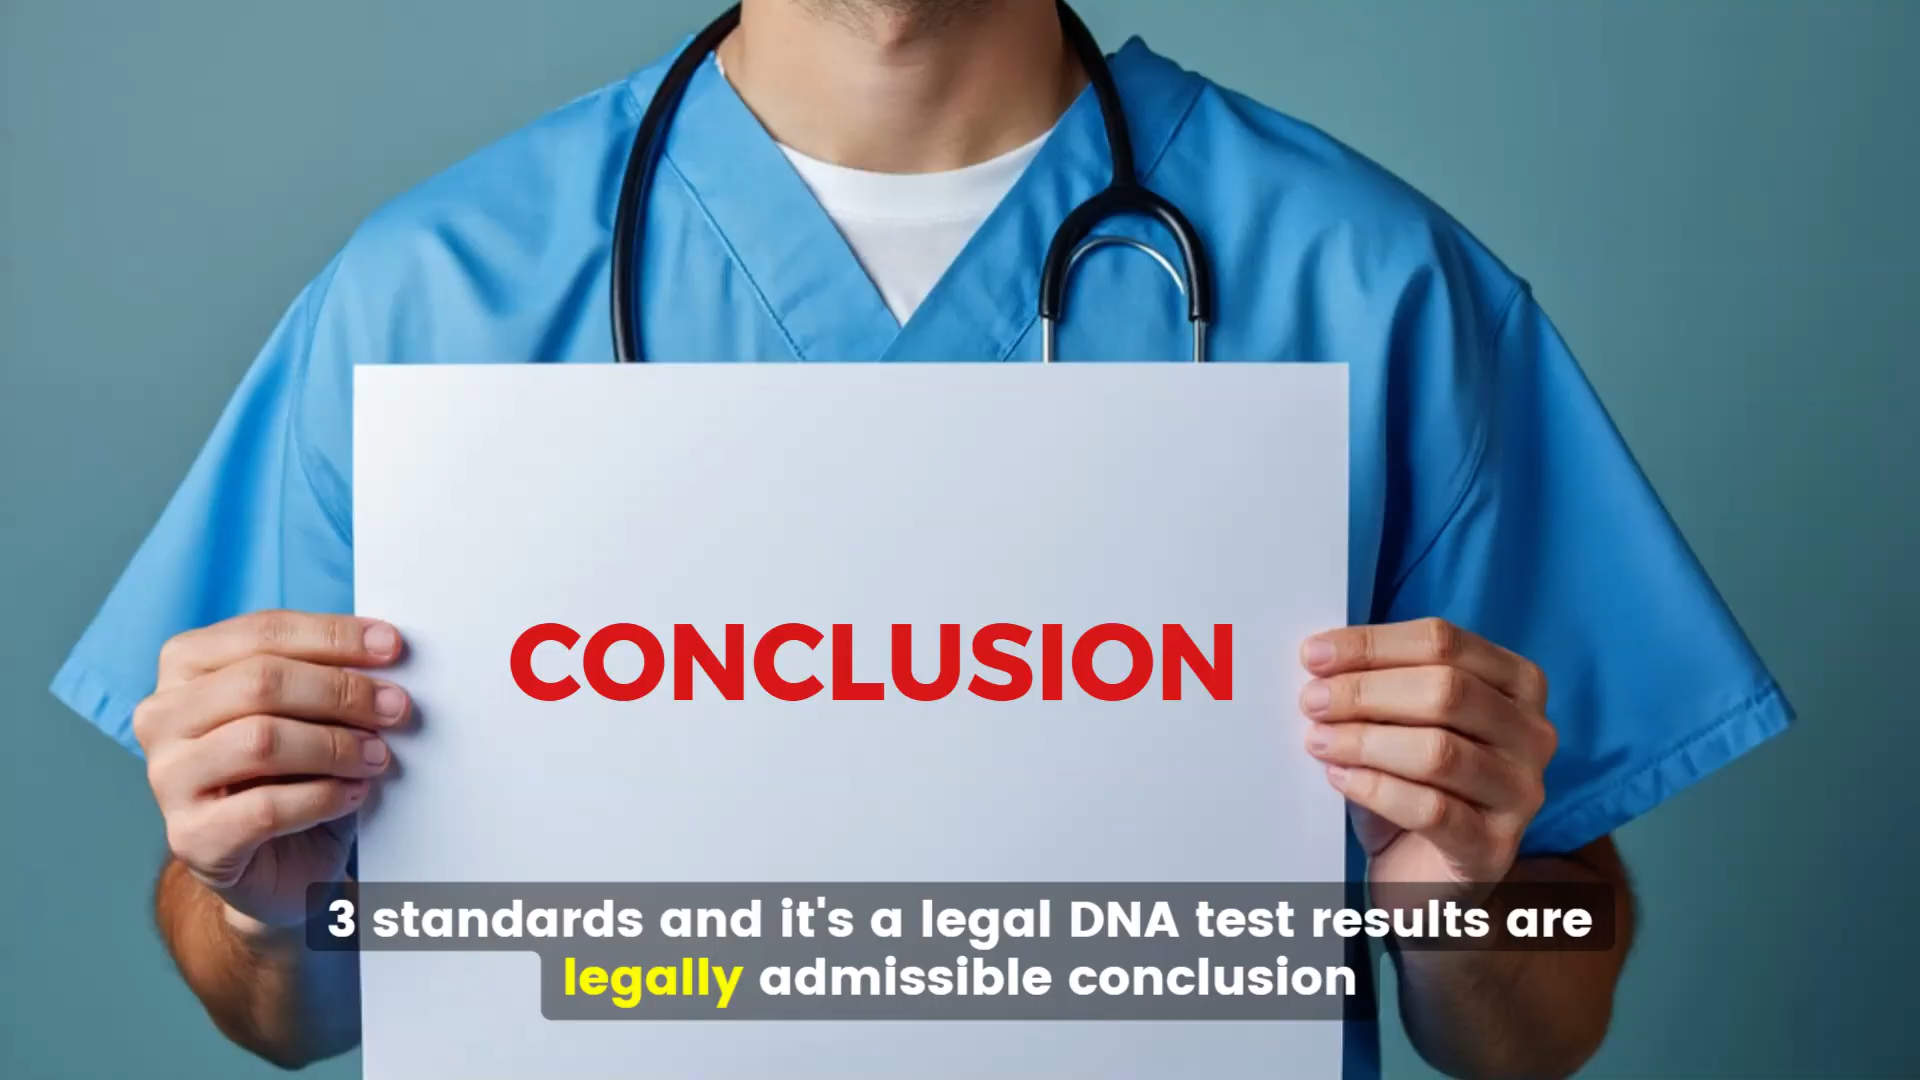 CONCLUSION
3 standards and it's a legal DNA test results are
legally admissible conclusion